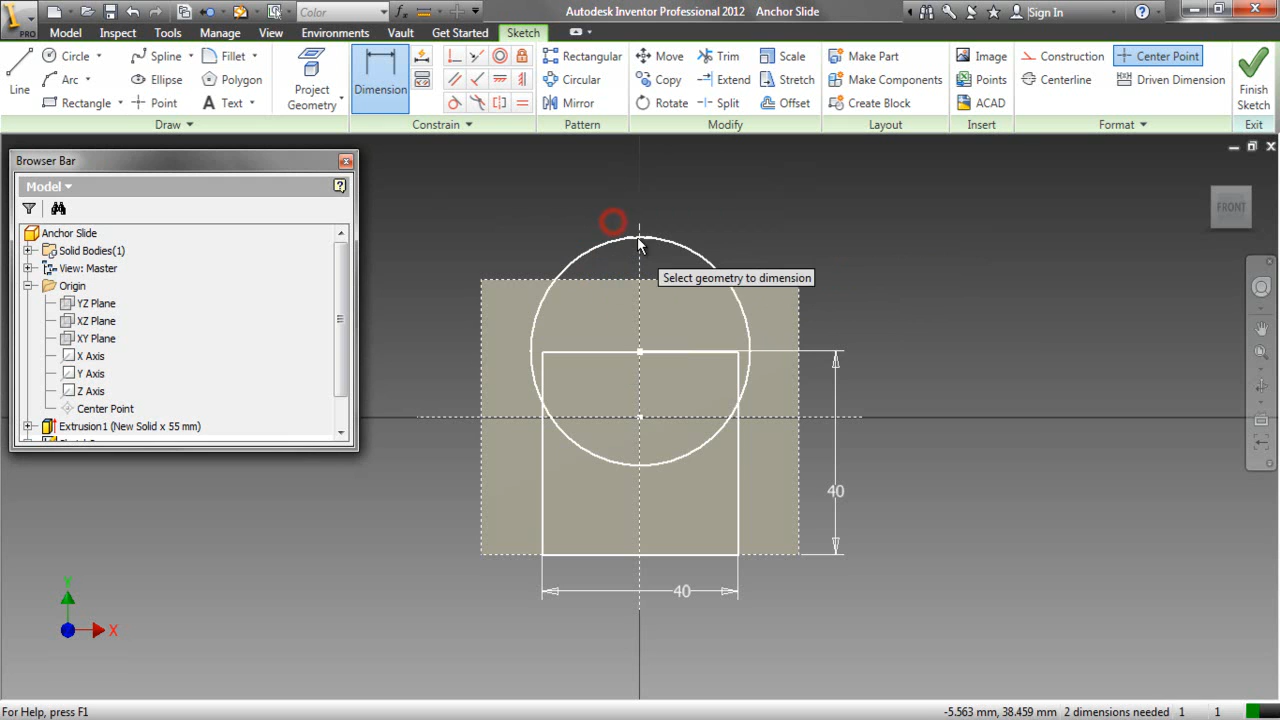 Color
Autodesk Inventor Professional 2012 Anchor Slide
Sign In
PRO
Model Inspect Tools Manage View Environments Vault Get Started Sketch
Line
Circle
Arc
Rectangle
Spline
Ellipse
Point
Fillet
Polygon
Text
Draw
Project
Geometry
Dimension
Constrain
Rectangular
Circular
Mirror
Pattern
Move
Copy
Rotate
Trim
Extend
Split
Scale
Stretch
Offset
Modify
Make Part
Make Components
Create Block
Layout
Image
Points
ACAD
Insert
Construction
Centerline
Center Point
Driven Dimension
Format
Finish
Sketch
Exit
Browser Bar
Model
Anchor Slide
Solid Bodies(1)
View: Master
Origin
YZ Plane
XZ Plane
XY Plane
X Axis
Y Axis
Z Axis
Center Point
Extrusion1 (New Solid x 55 mm)
FRONT
Select geometry to dimension
40
40
Y
X
For Help, press F1
-5.563 mm, 38.459 mm 2 dimensions needed 1 1